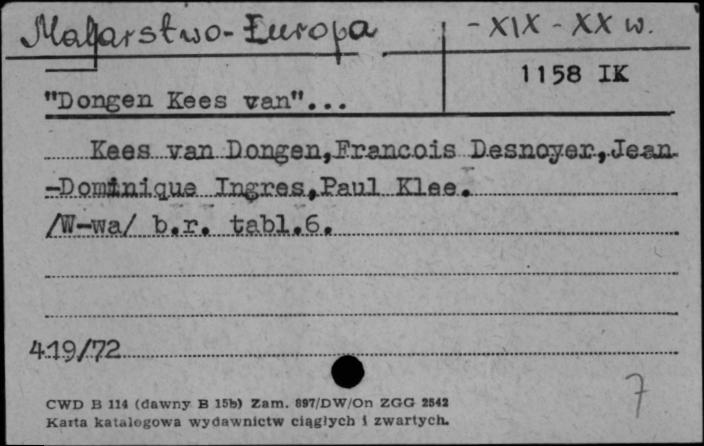 Malarstwo - Europa - XIX - XX w.
1158 IK
"Dongen Kees van"...
Kees van Dongen,Francois Desnoyer,Jean
-Dominique Ingres,Paul Klee.
/W-wa/ b.r. tabl.6.
419/72
7
CWD B 114 (dawny B 15b) Zam. 897/DW/On ZGG 2542
Karta katalogowa wydawnictw ciągłych i zwartych.